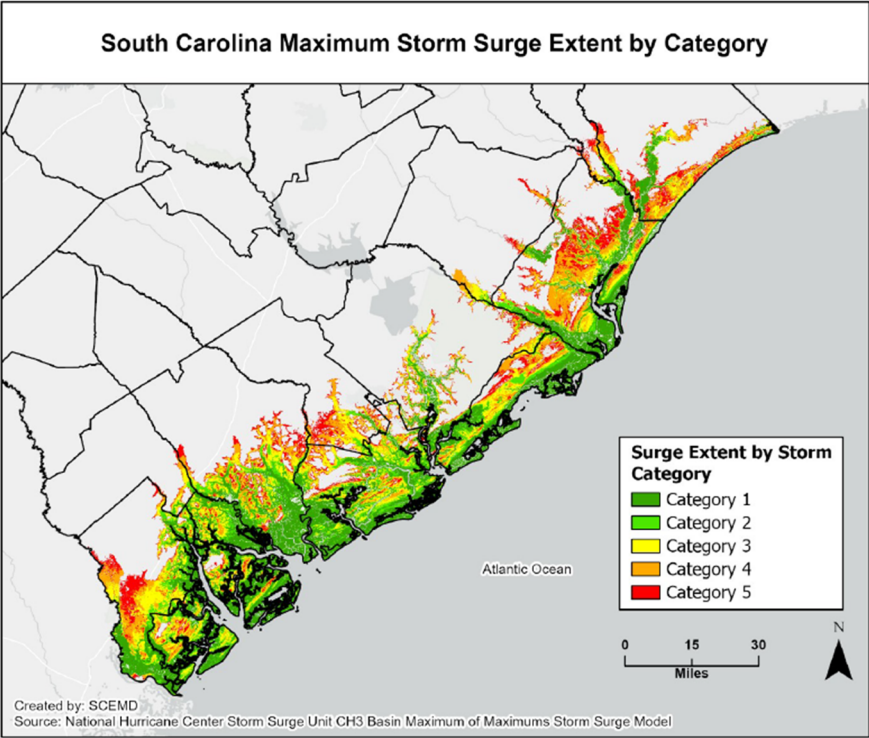 South Carolina Maximum Storm Surge Extent by Category
Surge Extent by Storm
Category
Category 1
Category 2
Category 3
Category 4
Category 5
Atlantic Ocean
N
0 15 30
Miles
Created by: SCEMD
Source: National Hurricane Center Storm Surge Unit CH3 Basin Maximum of Maximums Storm Surge Model